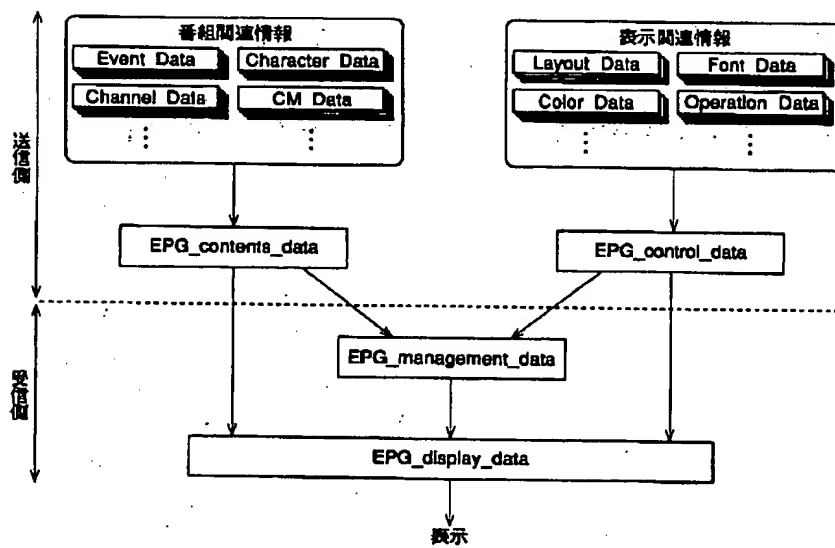 番組関連情報
Event Data
Character Data
Channel Data
CM Data
表示関連情報
Layout Data
Font Data
Color Data
Operation Data
送信側
EPG_contents_data
EPG_control_data
受信側
EPG_management_data
EPG_display_data
表示